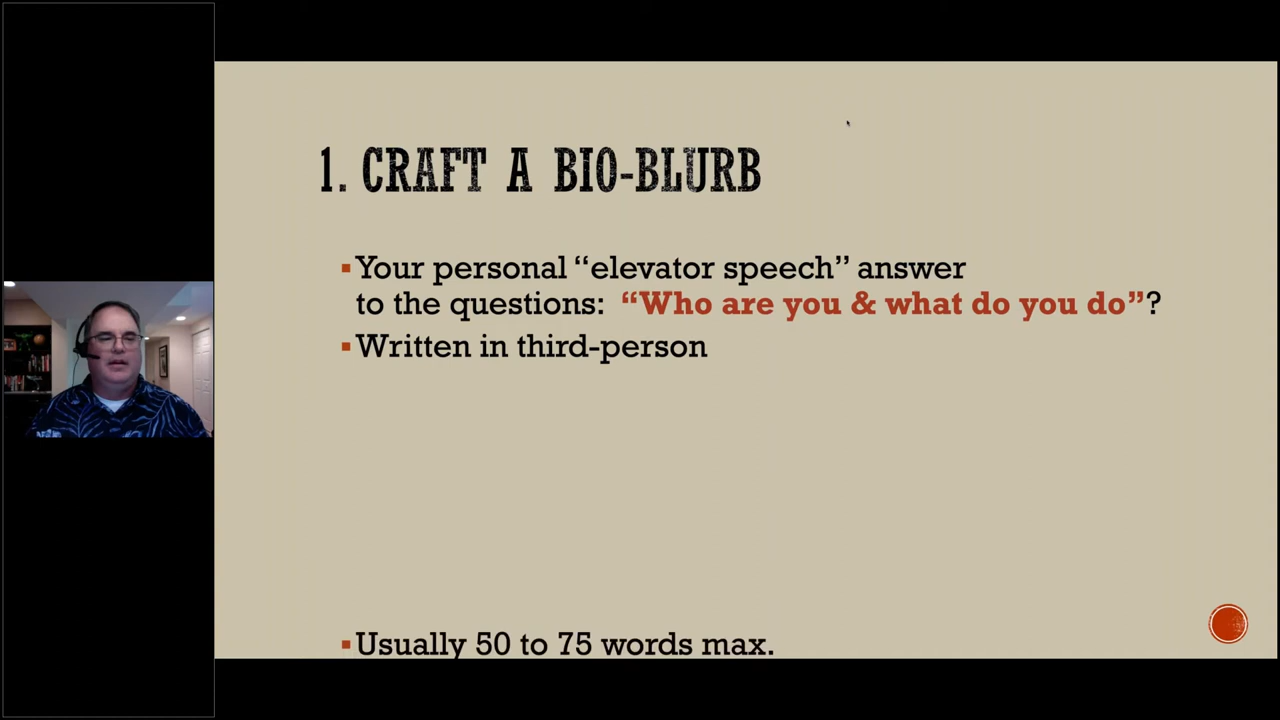 1. CRAFT A BIO-BLURB
▪Your personal “elevator speech” answer
to the questions: “Who are you & what do you do”?
▪Written in third-person
▪Usually 50 to 75 words max.